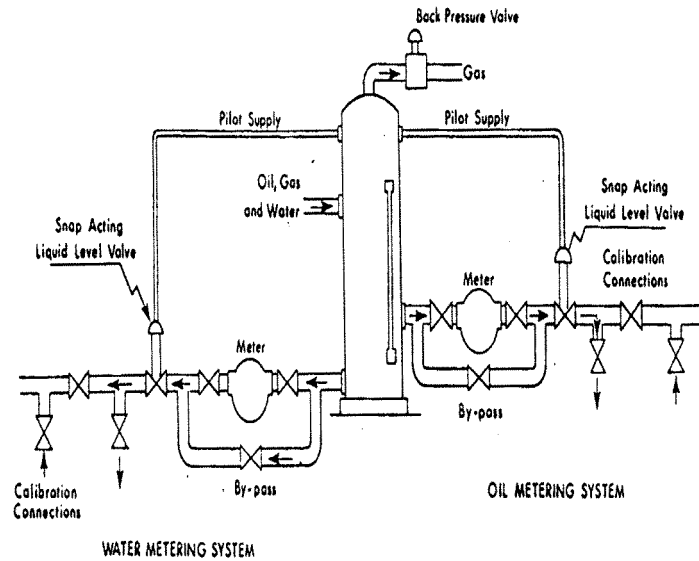 Back Pressure Valve
Gas
Pilot Supply
Pilot Supply
Oil, Gas
and Water
Snap Acting
Liquid Level Valve
Snap Acting
Liquid Level Valve
Calibration
Connections
Meter
Meter
By-pass
By-pass
Calibration
Connections
OIL METERING SYSTEM
WATER METERING SYSTEM